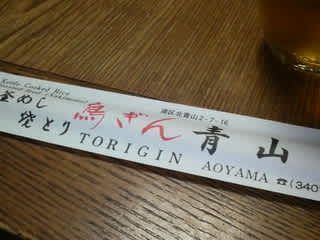 Kettle Cooked Rice
釜めし
焼とり
鳥ぎん
港区北青山2-7-16
青山
TORIGIN
AOYAMA ☎(340